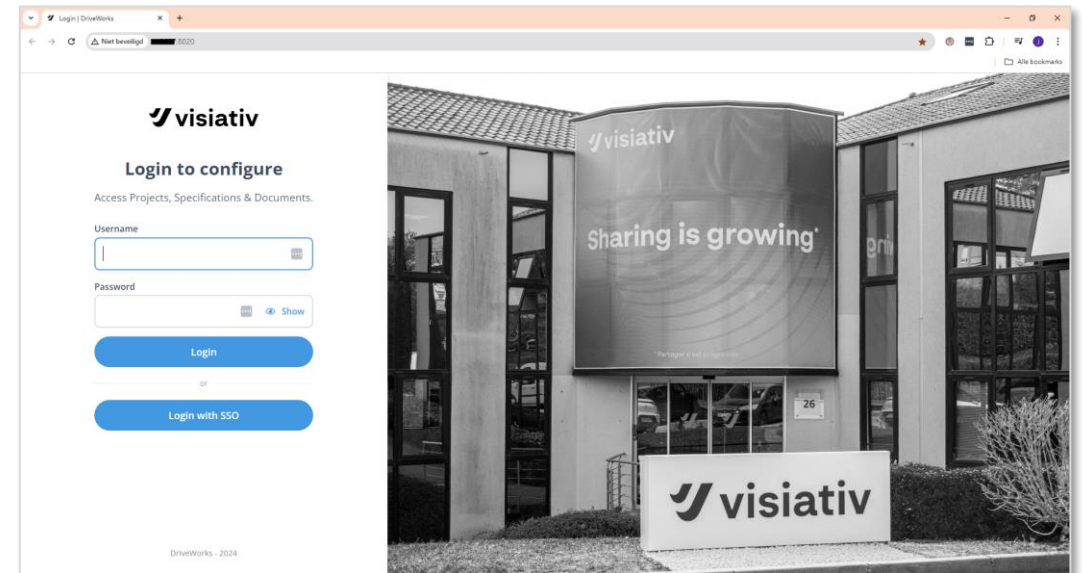 Login | DriveWorks
Niet beveiligd
:8020
Alle bookmarks
visiativ
Login to configure
Access Projects, Specifications & Documents.
Username
Password
Show
Login
or
Login with SSO
DriveWorks - 2024
visiativ
Sharing is growing*
26
visiativ